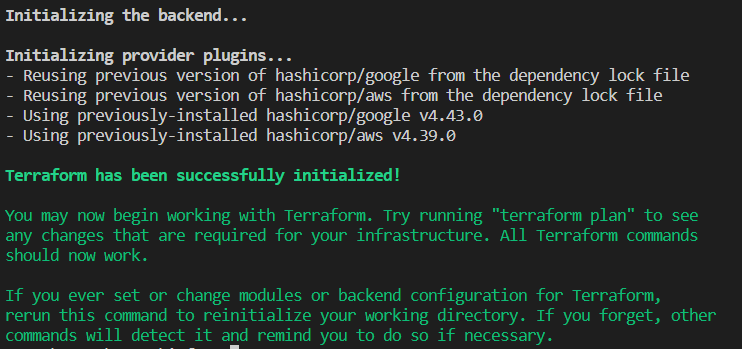 Initializing the backend...
Initializing provider plugins...
- Reusing previous version of hashicorp/google from the dependency lock file
- Reusing previous version of hashicorp/aws from the dependency lock file
- Using previously-installed hashicorp/google v4.43.0
- Using previously-installed hashicorp/aws v4.39.0
Terraform has been successfully initialized!
You may now begin working with Terraform. Try running "terraform plan" to see
any changes that are required for your infrastructure. All Terraform commands
should now work.
If you ever set or change modules or backend configuration for Terraform,
rerun this command to reinitialize your working directory. If you forget, other
commands will detect it and remind you to do so if necessary.